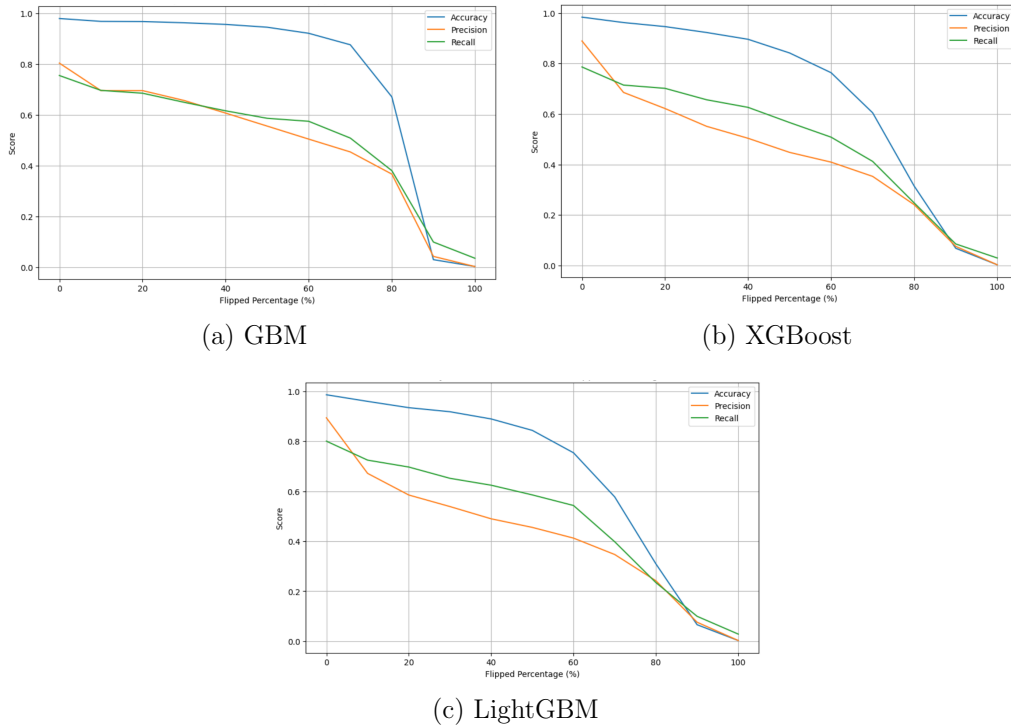 1.0
0.8
0.6
0.4
0.2
0.0
Score
0
20
40
60
80
100
Flipped Percentage (%)
Accuracy
Precision
Recall
(a) GBM
1.0
0.8
0.6
0.4
0.2
0.0
Score
0
20
40
60
80
100
Flipped Percentage (%)
Accuracy
Precision
Recall
(b) XGBoost
1.0
0.8
0.6
0.4
0.2
0.0
Score
0
20
40
60
80
100
Flipped Percentage (%)
Accuracy
Precision
Recall
(c) LightGBM